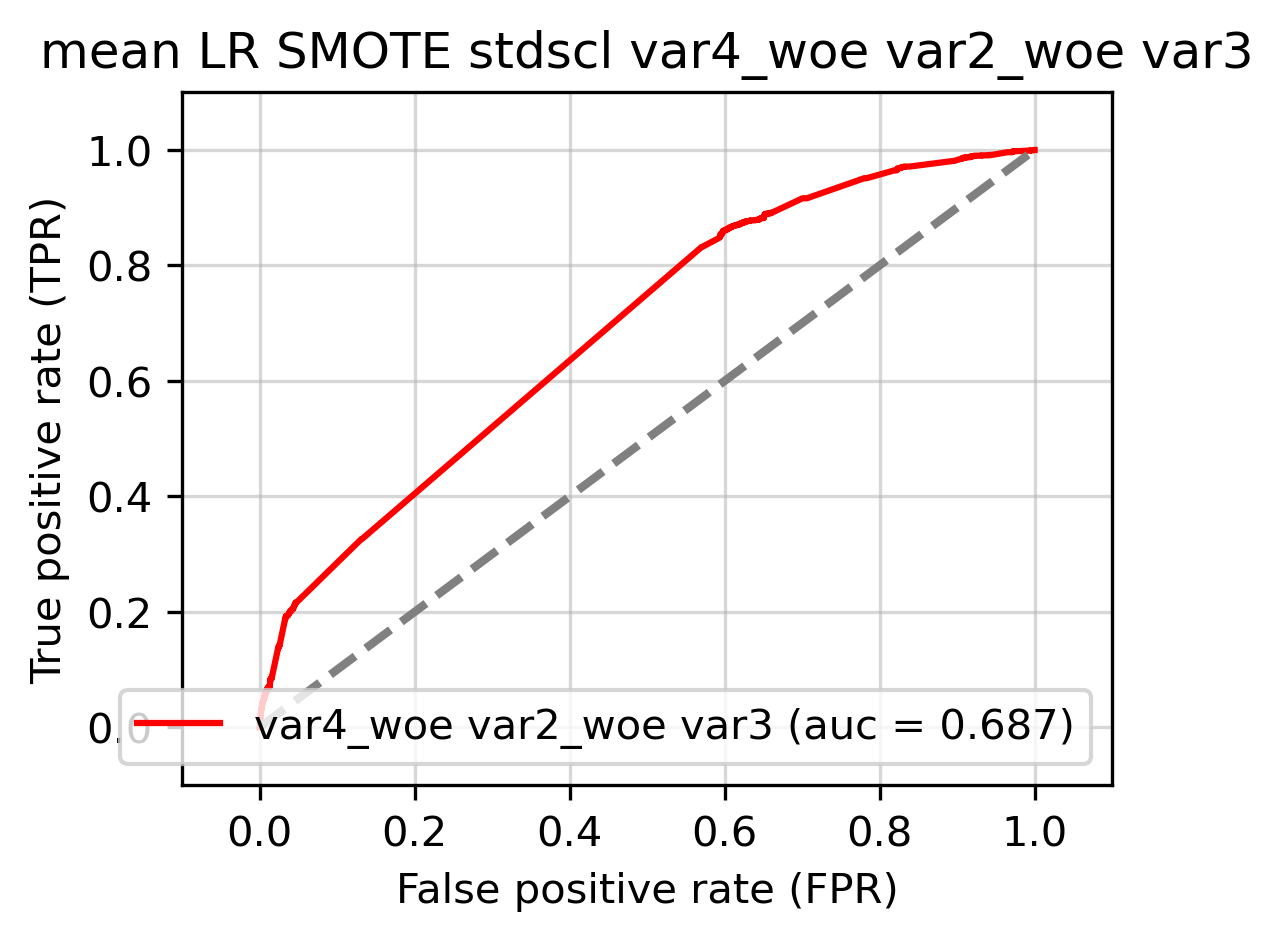 mean LR SMOTE stdscl var4_woe var2_woe var3
True positive rate (TPR)
1.0
0.8
0.6
0.4
0.2
0.0
var4_woe var2_woe var3 (auc = 0.687)
0.0 0.2 0.4 0.6 0.8 1.0
False positive rate (FPR)